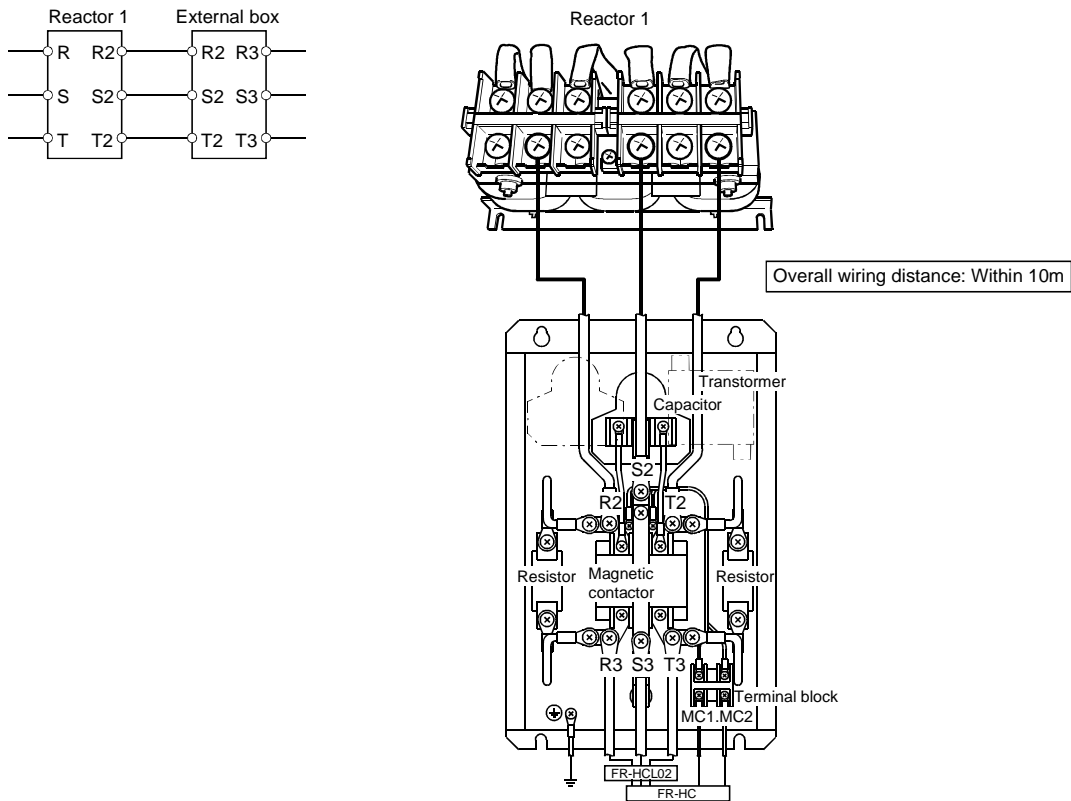 Reactor 1 External box
R R2 R2 R3
S S2 S2 S3
T T2 T2 T3
Reactor 1
Overall wiring distance: Within 10m
Transtormer
Capacitor
S2
R2 T2
Resistor Magnetic contactor Resistor
R3 S3 T3
Terminal block
MC1.MC2
FR-HCL02
FR-HC